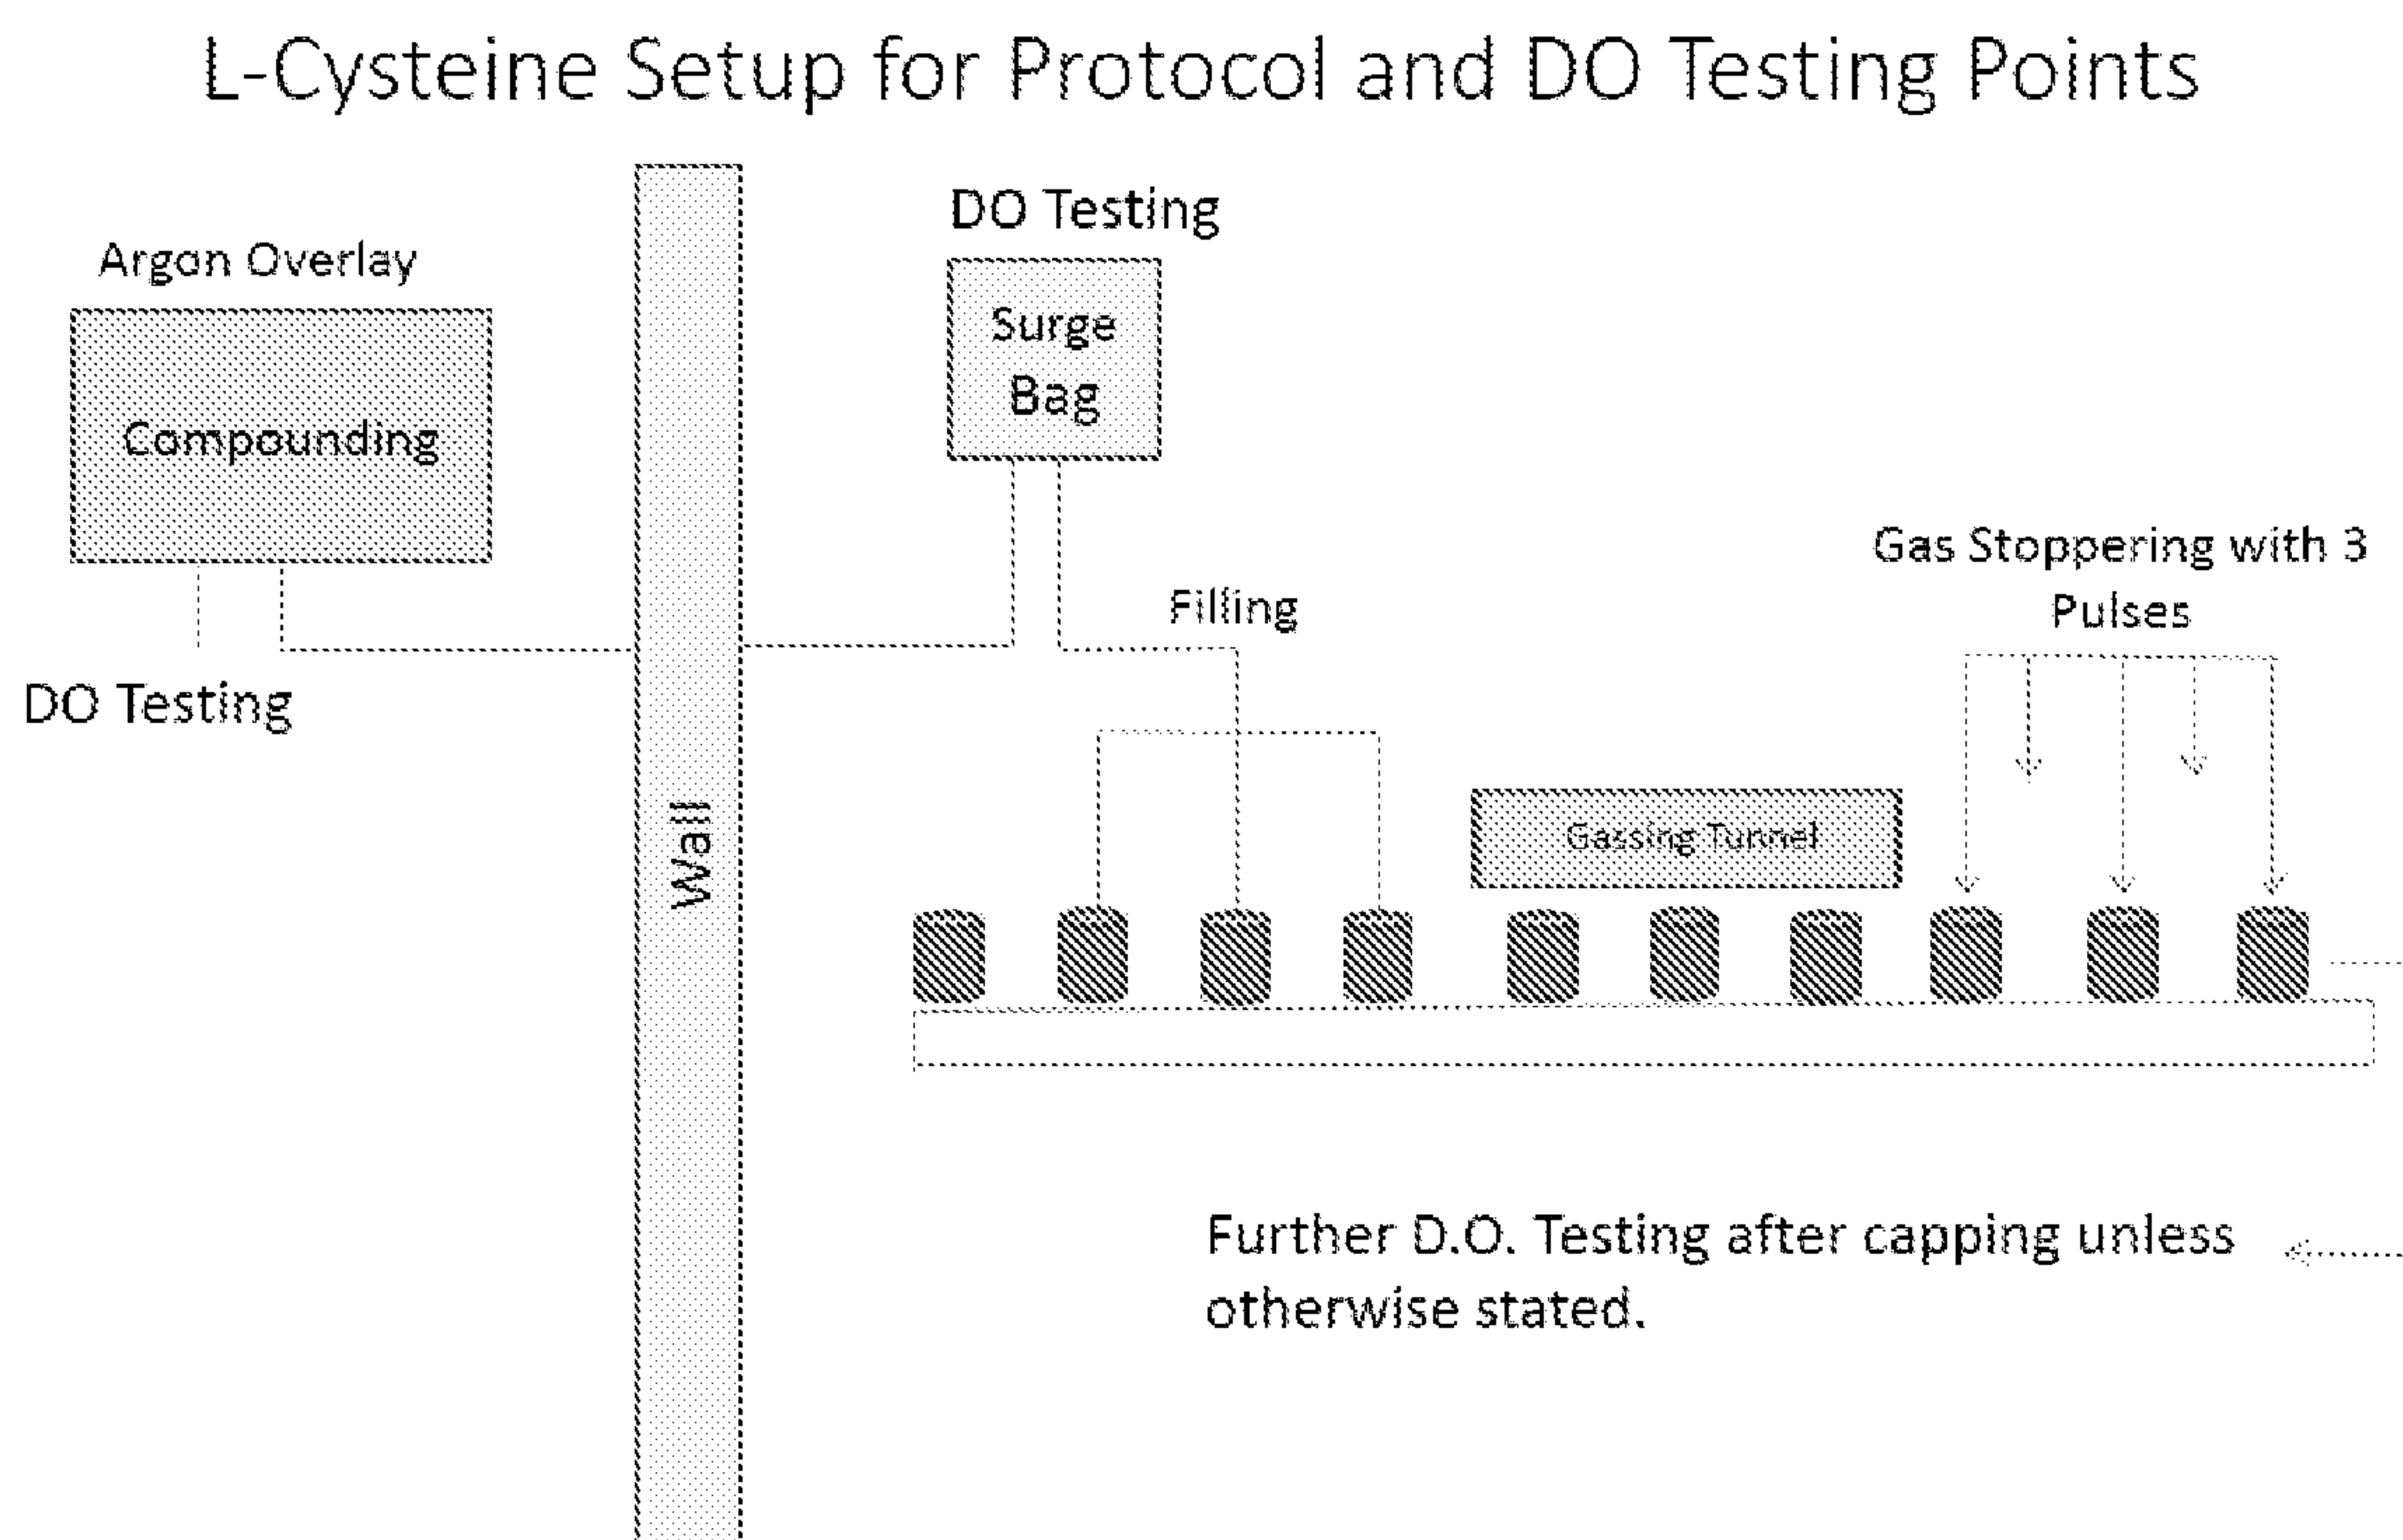 L-Cysteine Setup for Protocol and DO Testing Points
Argon Overlay
Compounding
DO Testing
Wall
DO Testing
Surge
Bag
Filling
Gassing Tunnel
Gas Stoppering with 3
Pulses
Further D.O. Testing after capping unless
otherwise stated.